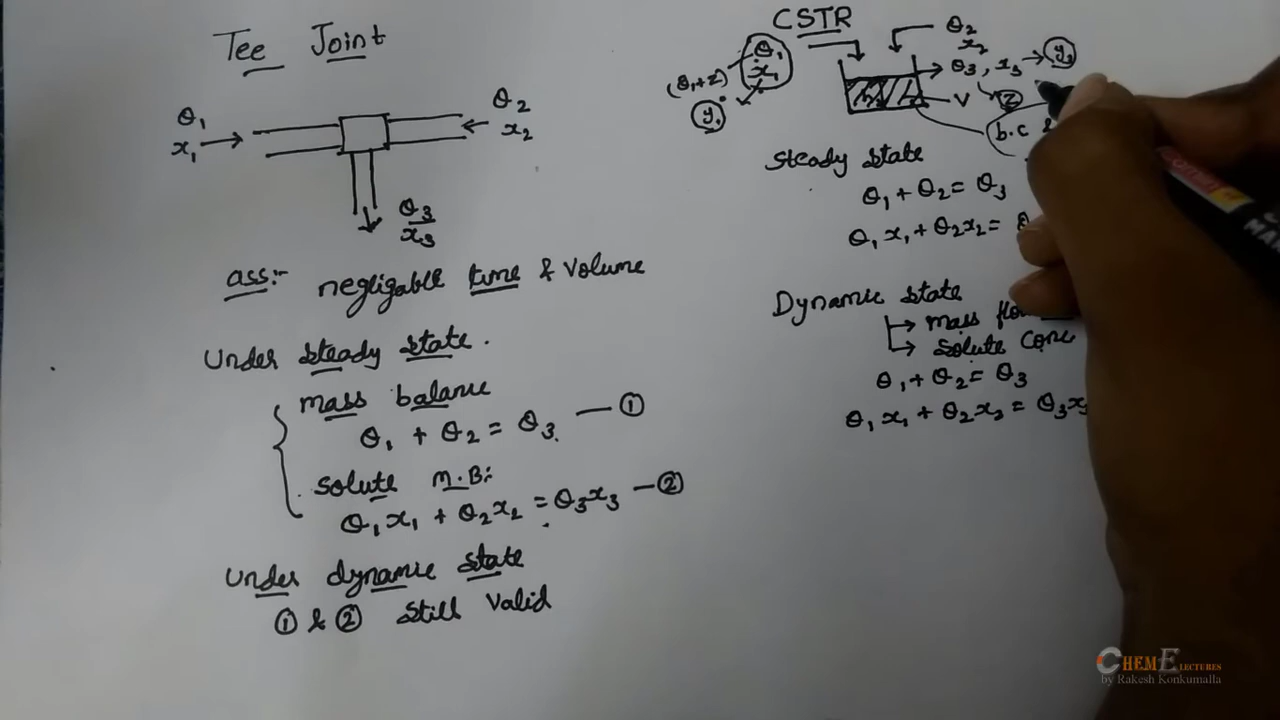 Tee Joint
θ1
x1
θ2
x2
θ3
x3
ass:- negligable time & volume
Under steady state.
mass balance
θ1 + θ2 = θ3 — ①
Solute M.B:
θ1x1 + θ2x2 = θ3x3 — ②
Under dynamic state
① & ② still valid
CSTR
θ1
x1
(θ1+z)
y1
θ2
x2
θ3, x3 → y3
z
V
b.c &
Steady state
θ1 + θ2 = θ3
θ1x1 + θ2x2 =
Dynamic state
→ mass
→ Solute Conc
θ1 + θ2 = θ3
θ1x1 + θ2x3 = θ3x3
CHEME LECTURES
by Rakesh Konkumalla